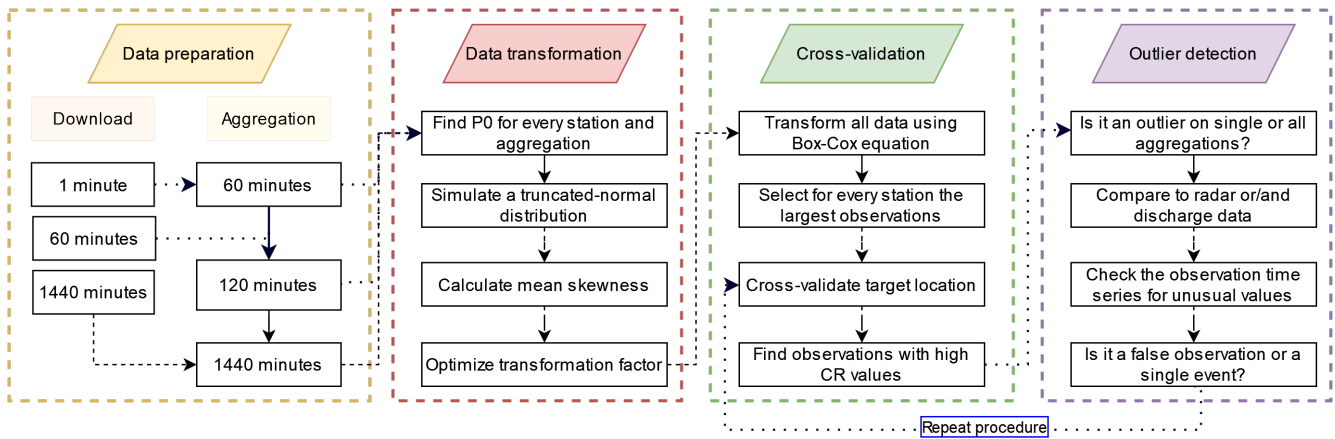 Data preparation
Download
Aggregation
1 minute
60 minutes
60 minutes
120 minutes
1440 minutes
1440 minutes
Data transformation
Find P0 for every station and
aggregation
Simulate a truncated-normal
distribution
Calculate mean skewness
Optimize transformation factor
Cross-validation
Transform all data using
Box-Cox equation
Select for every station the
largest observations
Cross-validate target location
Find observations with high
CR values
Outlier detection
Is it an outlier on single or all
aggregations?
Compare to radar or/and
discharge data
Check the observation time
series for unusual values
Is it a false observation or a
single event?
Repeat procedure